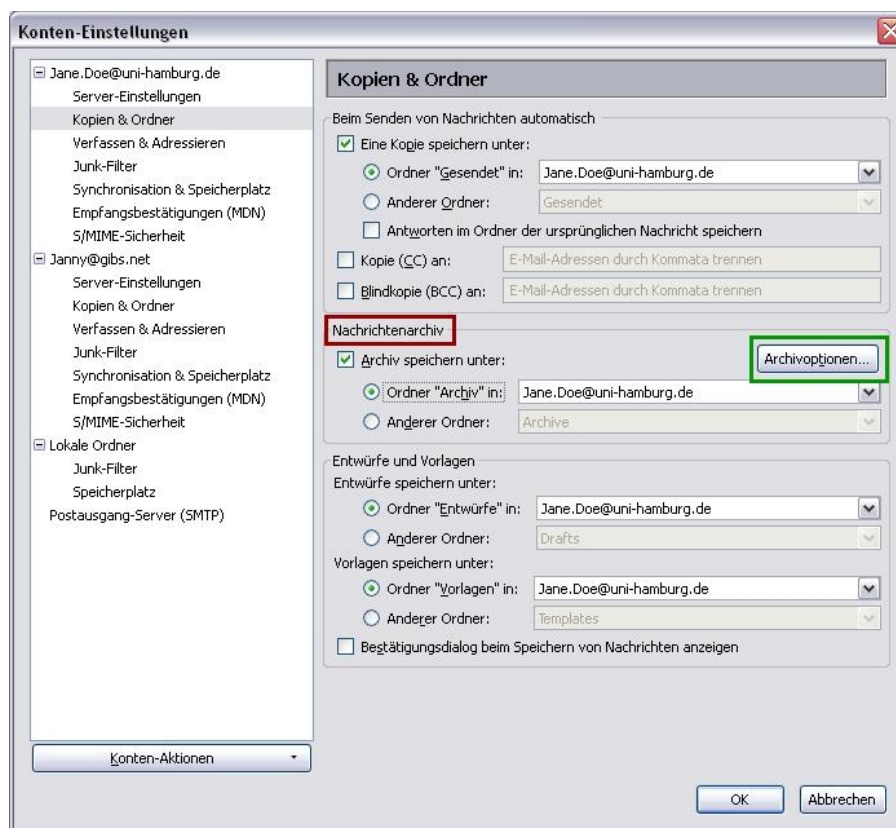 Konten-Einstellungen
Jane.Doe@uni-hamburg.de
Server-Einstellungen
Kopien & Ordner
Verfassen & Adressieren
Junk-Filter
Synchronisation & Speicherplatz
Empfangsbestätigungen (MDN)
S/MIME-Sicherheit
Janny@gibs.net
Server-Einstellungen
Kopien & Ordner
Verfassen & Adressieren
Junk-Filter
Synchronisation & Speicherplatz
Empfangsbestätigungen (MDN)
S/MIME-Sicherheit
Lokale Ordner
Junk-Filter
Speicherplatz
Postausgang-Server (SMTP)
Konten-Aktionen
Kopien & Ordner
Beim Senden von Nachrichten automatisch
Eine Kopie speichern unter:
Ordner "Gesendet" in: Jane.Doe@uni-hamburg.de
Anderer Ordner: Gesendet
Antworten im Ordner der ursprünglichen Nachricht speichern
Kopie (CC) an: E-Mail-Adressen durch Kommata trennen
Blindkopie (BCC) an: E-Mail-Adressen durch Kommata trennen
Nachrichtenarchiv
Archiv speichern unter: Archivoptionen...
Ordner "Archiv" in: Jane.Doe@uni-hamburg.de
Anderer Ordner: Archive
Entwürfe und Vorlagen
Entwürfe speichern unter:
Ordner "Entwürfe" in: Jane.Doe@uni-hamburg.de
Anderer Ordner: Drafts
Vorlagen speichern unter:
Ordner "Vorlagen" in: Jane.Doe@uni-hamburg.de
Anderer Ordner: Templates
Bestätigungsdialog beim Speichern von Nachrichten anzeigen
OK Abbrechen